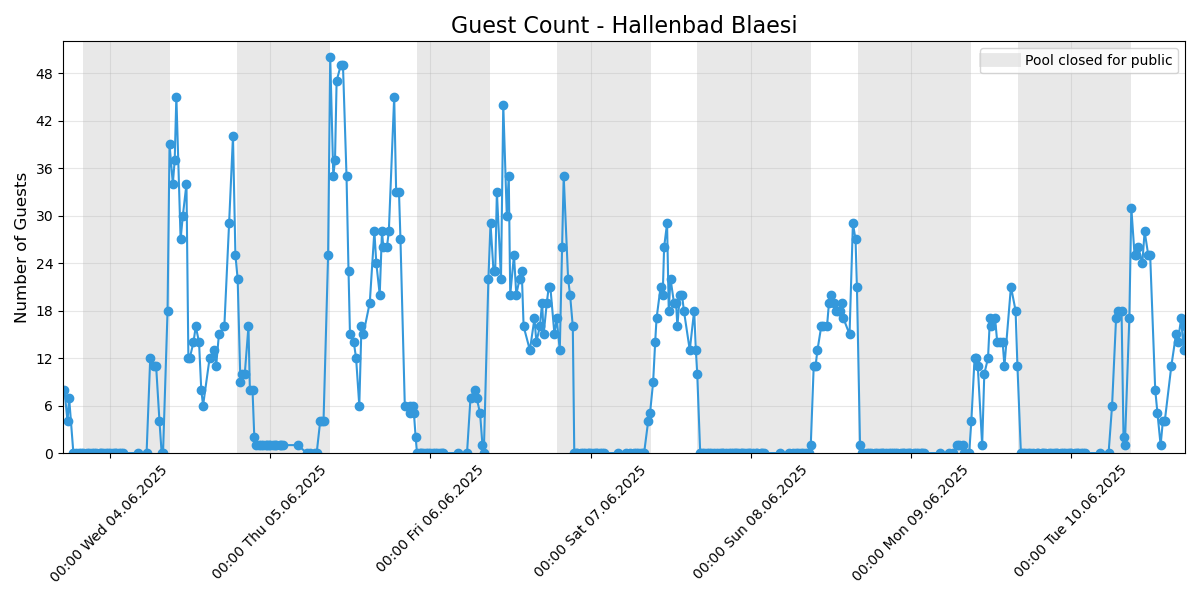 Guest Count - Hallenbad Blaesi
Pool closed for public
Number of Guests
48
42
36
30
24
18
12
6
0
00:00 Wed 04.06.2025
00:00 Thu 05.06.2025
00:00 Fri 06.06.2025
00:00 Sat 07.06.2025
00:00 Sun 08.06.2025
00:00 Mon 09.06.2025
00:00 Tue 10.06.2025